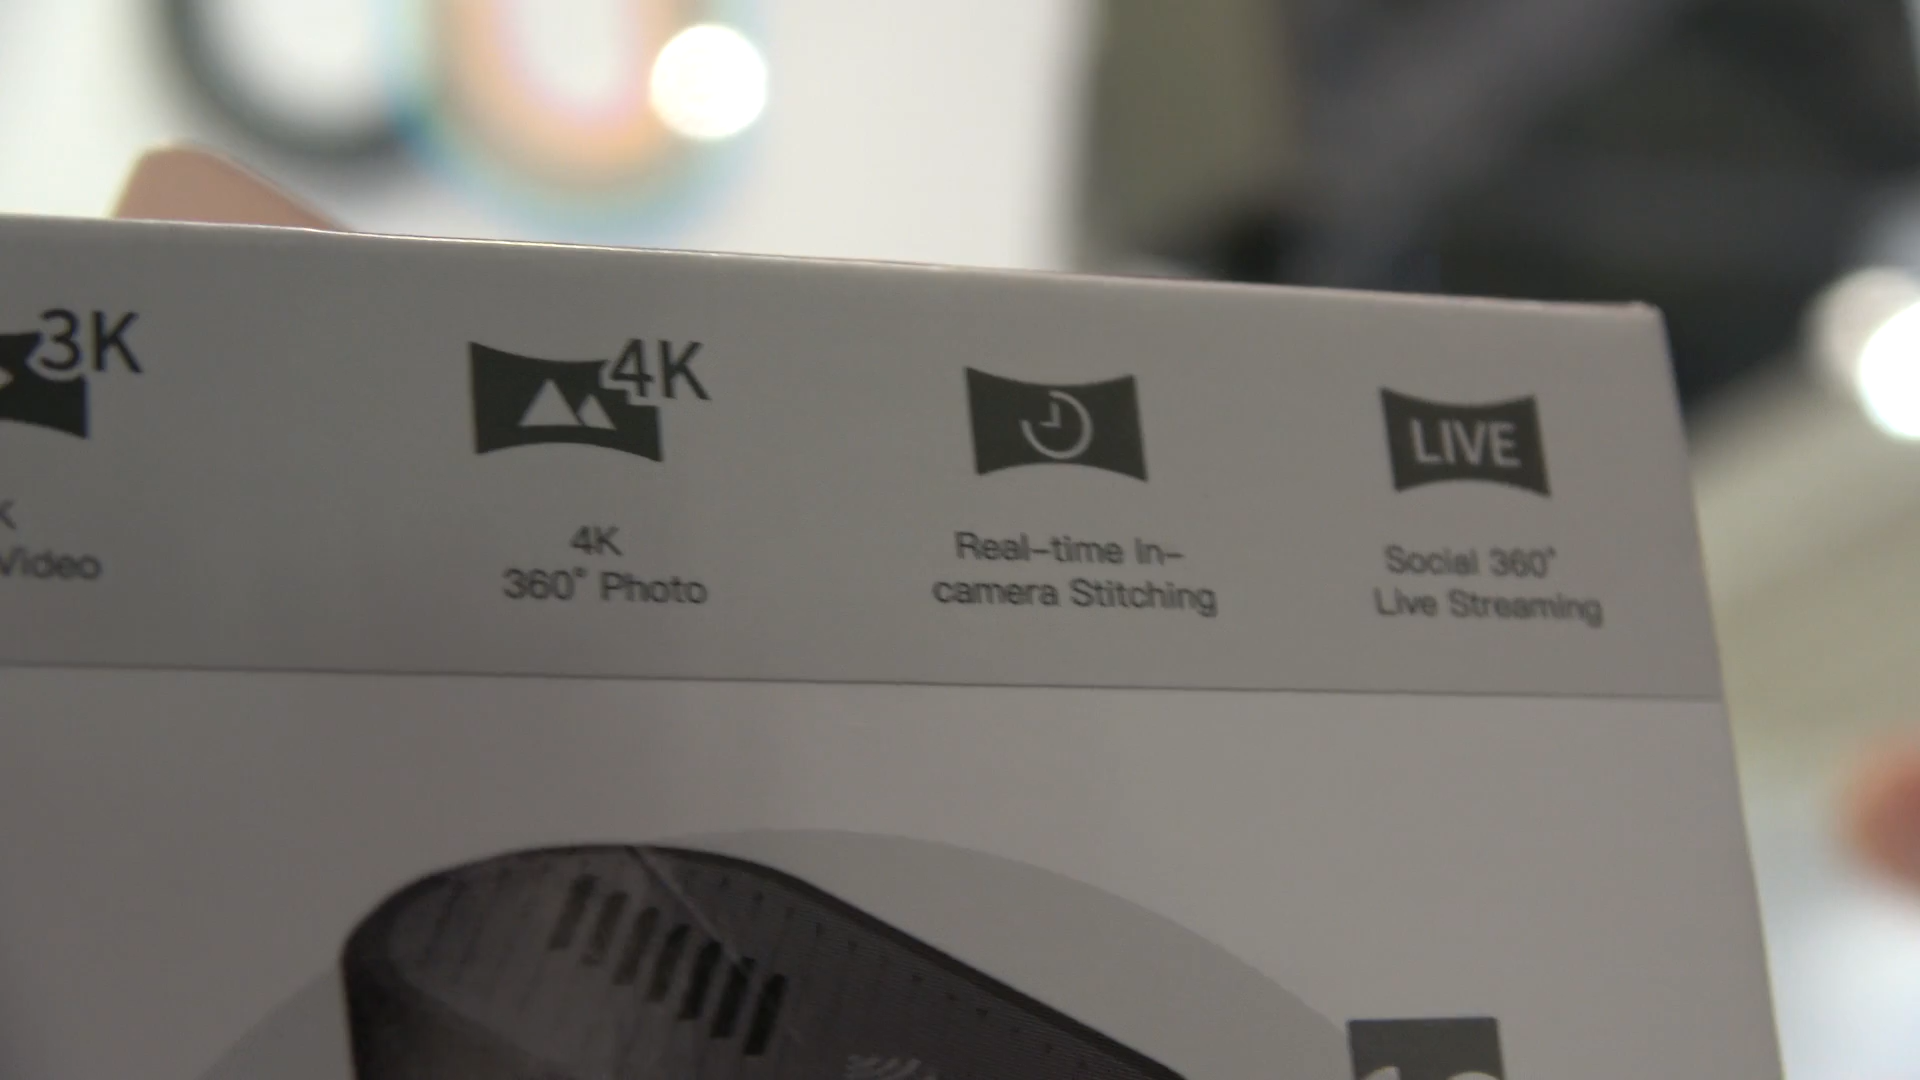 3K
4K
LIVE
K
Video
4K
360° Photo
Real-time In-
camera Stitching
Social 360°
Live Streaming